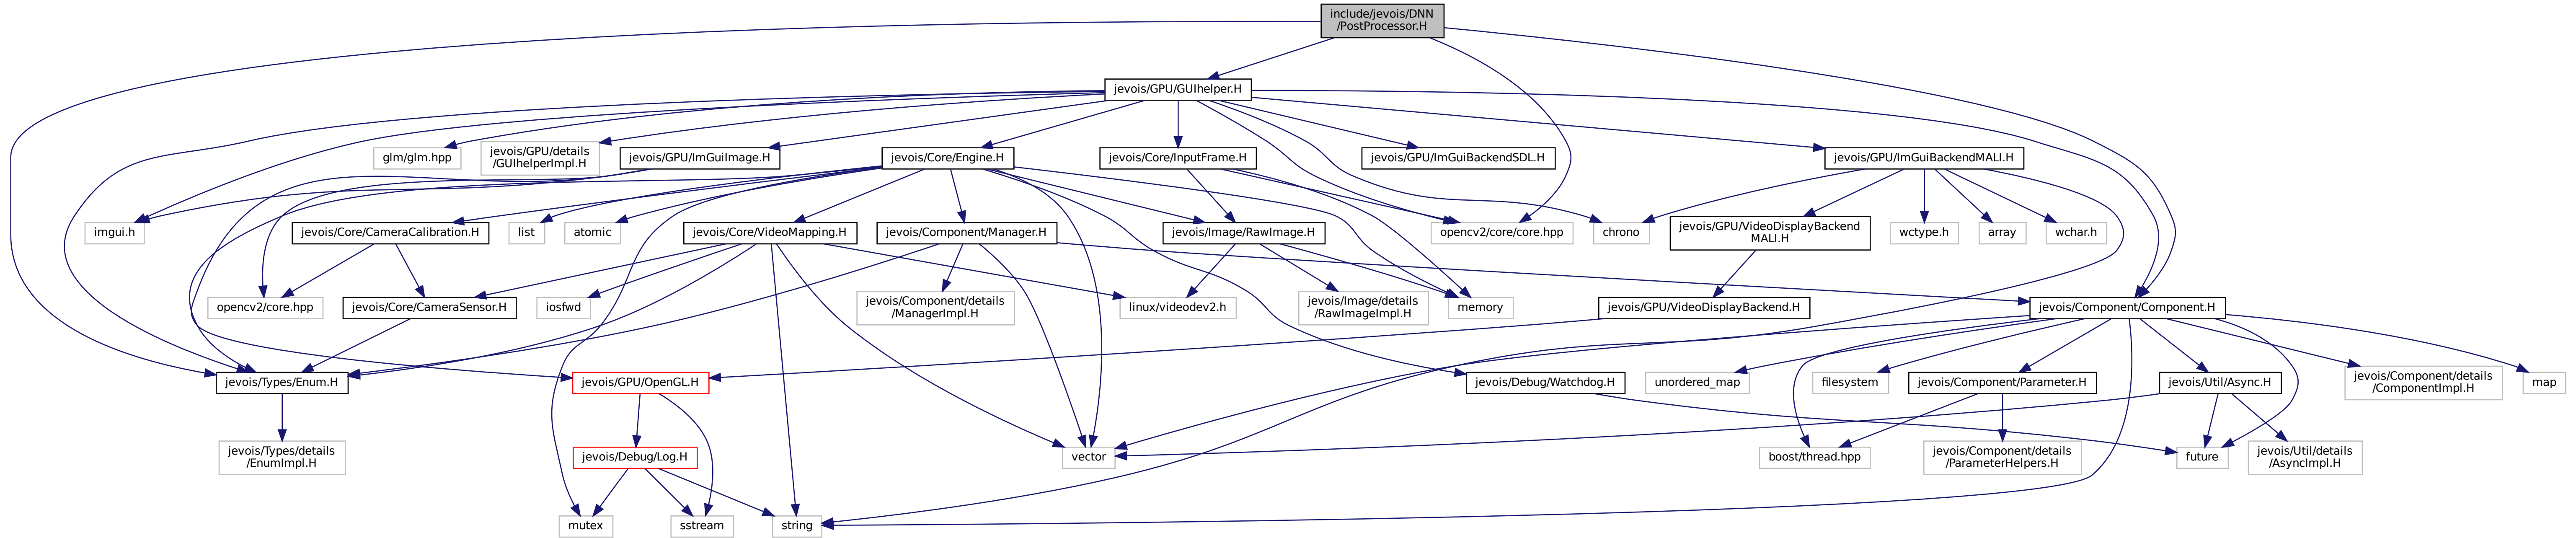 include/jevois/DNN
/PostProcessor.H
jevois/GPU/GUIhelper.H
glm/glm.hpp
jevois/GPU/details
/GUIhelperImpl.H
jevois/GPU/ImGuiImage.H
jevois/Core/Engine.H
jevois/Core/InputFrame.H
jevois/GPU/ImGuiBackendSDL.H
jevois/GPU/ImGuiBackendMALI.H
imgui.h
jevois/Core/CameraCalibration.H
list
atomic
jevois/Core/VideoMapping.H
jevois/Component/Manager.H
jevois/Image/RawImage.H
opencv2/core/core.hpp
chrono
jevois/GPU/VideoDisplayBackend
MALI.H
wctype.h
array
wchar.h
opencv2/core.hpp
jevois/Core/CameraSensor.H
iosfwd
jevois/Component/details
/ManagerImpl.H
linux/videodev2.h
jevois/Image/details
/RawImageImpl.H
memory
jevois/GPU/VideoDisplayBackend.H
jevois/Component/Component.H
jevois/Types/Enum.H
jevois/GPU/OpenGL.H
jevois/Debug/Watchdog.H
unordered_map
filesystem
jevois/Component/Parameter.H
jevois/Util/Async.H
jevois/Component/details
/ComponentImpl.H
map
jevois/Types/details
/EnumImpl.H
jevois/Debug/Log.H
vector
boost/thread.hpp
jevois/Component/details
/ParameterHelpers.H
future
jevois/Util/details
/AsyncImpl.H
mutex
sstream
string